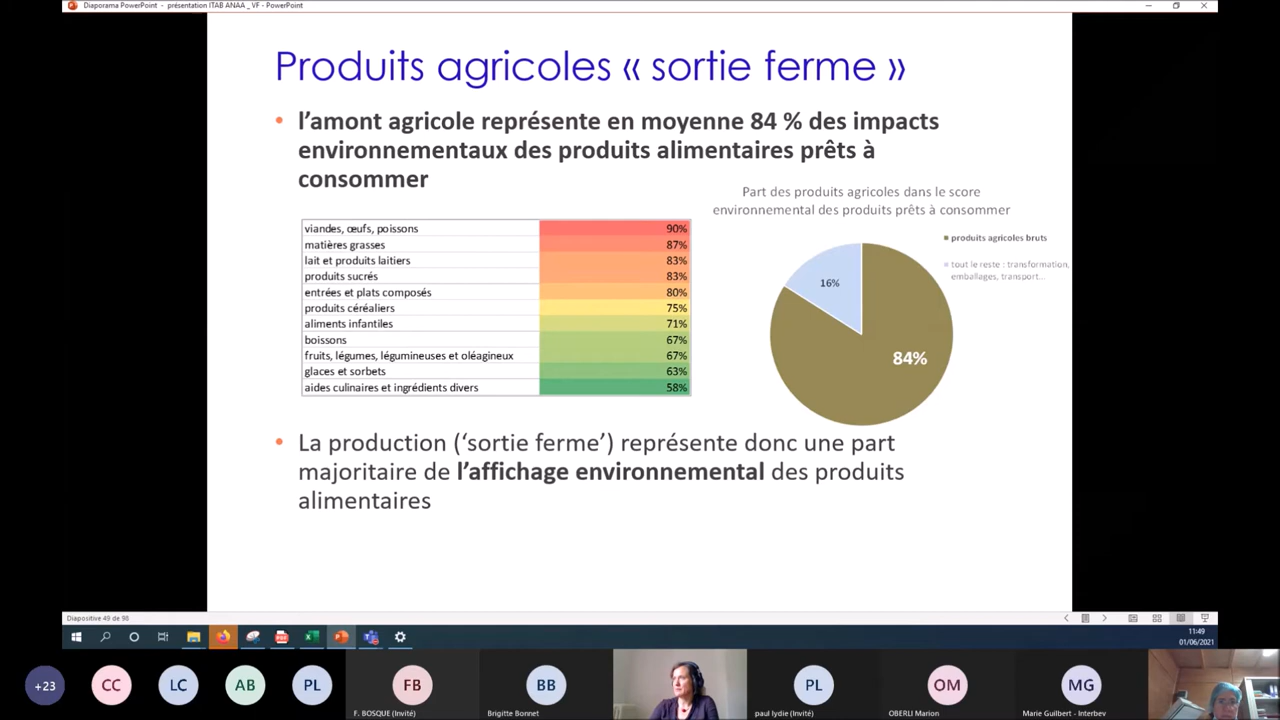 Diaporama PowerPoint - présentation ITAB ANAA _ VF - PowerPoint
Produits agricoles « sortie ferme »
• l’amont agricole représente en moyenne 84 % des impacts
environnementaux des produits alimentaires prêts à
consommer
viandes, œufs, poissons 90%
matières grasses 87%
lait et produits laitiers 83%
produits sucrés 83%
entrées et plats composés 80%
produits céréaliers 75%
aliments infantiles 71%
boissons 67%
fruits, légumes, légumineuses et oléagineux 67%
glaces et sorbets 63%
aides culinaires et ingrédients divers 58%
Part des produits agricoles dans le score
environnemental des produits prêts à consommer
produits agricoles bruts
tout le reste : transformation,
emballages, transport...
16%
84%
• La production (‘sortie ferme’) représente donc une part
majoritaire de l’affichage environnemental des produits
alimentaires
Diapositive 49 de 98
11:49
01/06/2021
+23
CC
LC
AB
PL
FB
F. BOSQUE (Invité)
BB
Brigitte Bonnet
PL
paul lydie (Invité)
OM
OBERLI Marion
MG
Marie Guilbert - Interbev